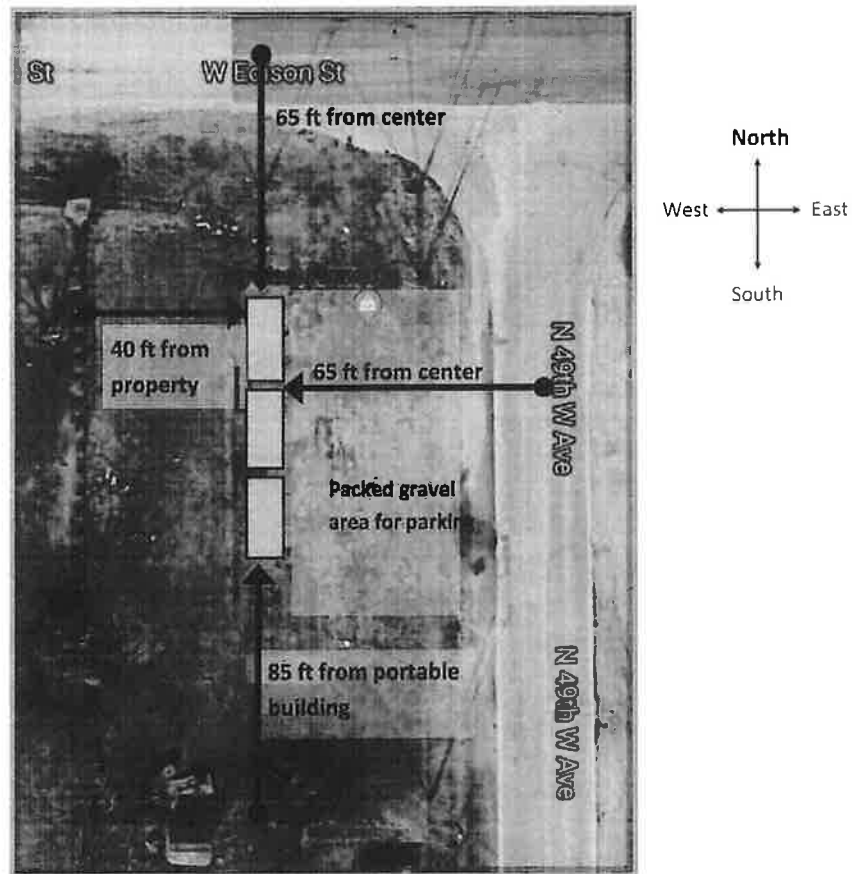 St
W Edison St
65 ft from center
North
West
East
South
40 ft from
property
65 ft from center
N 49th W Ave
Packed graval
area for parking
85 ft from portable
building
N 49th W Ave